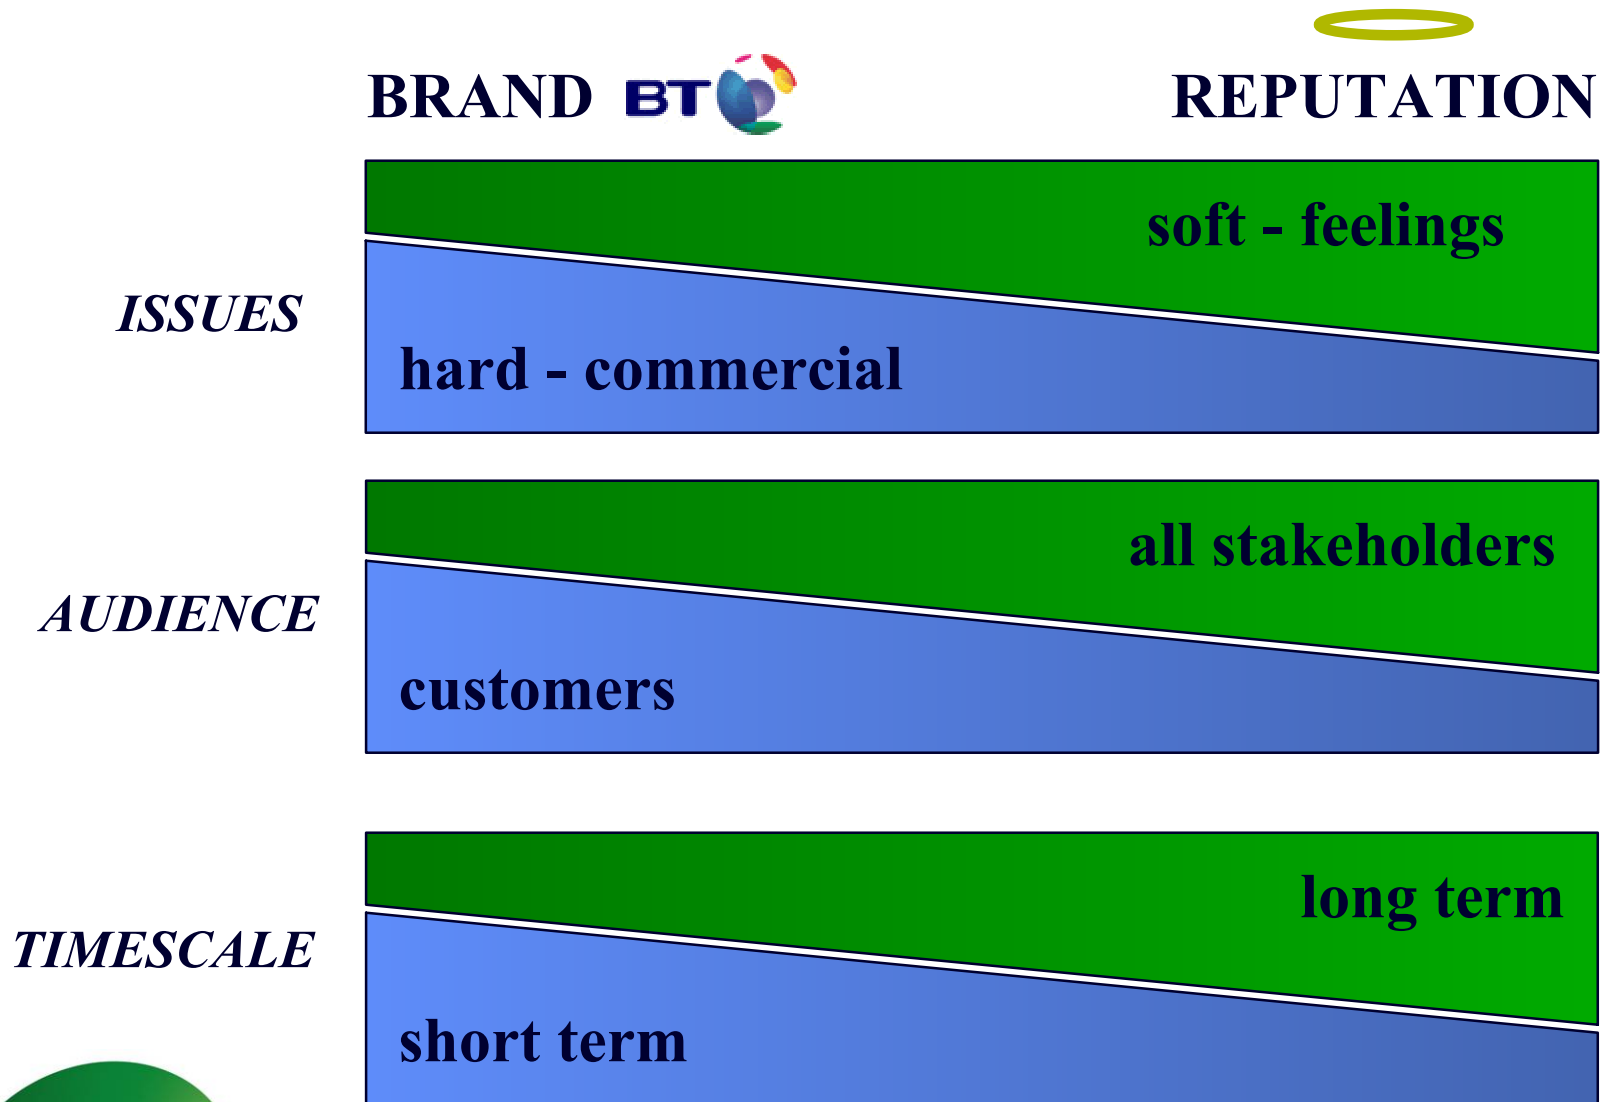 BRAND BT REPUTATION
soft - feelings
ISSUES
hard - commercial
all stakeholders
AUDIENCE
customers
long term
TIMESCALE
short term